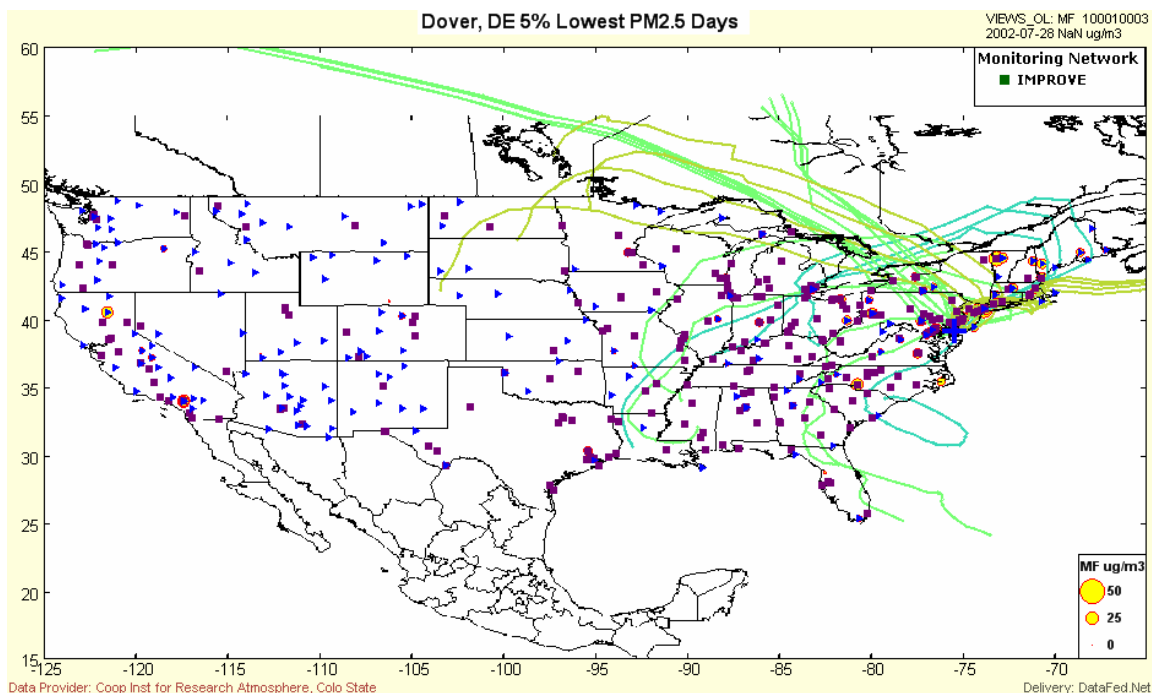 Dover, DE 5% Lowest PM2.5 Days
VIEWS_OL: MF 100010003
2002-07-28 NaN ug/m3
Monitoring Network
IMPROVE
60
55
50
45
40
35
30
25
20
15
MF ug/m3
50
25
0
-125 -120 -115 -110 -105 -100 -95 -90 -85 -80 -75 -70
Data Provider: Coop Inst for Research Atmosphere, Colo State
Delivery: DataFed.Net